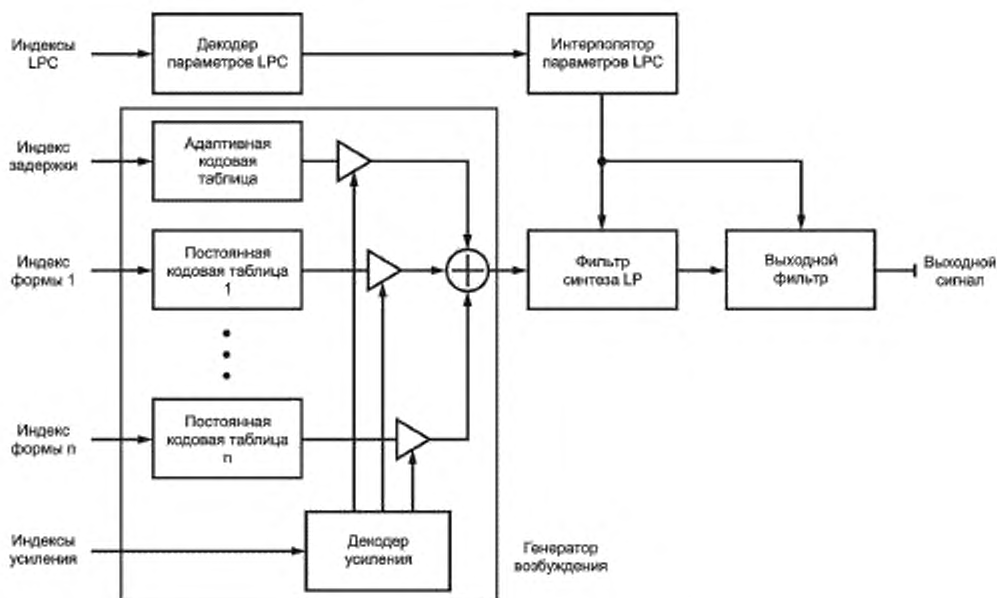 Индексы
LPC
Декодер
параметров LPC
Интерполятор
параметров LPC
Индекс
задержки
Адаптивная
кодовая
таблица
Индекс
формы 1
Постоянная
кодовая таблица
1
Фильтр
синтеза LP
Выходной
фильтр
Выходной
сигнал
Индекс
формы n
Постоянная
кодовая таблица
n
Индексы
усиления
Декодер
усиления
Генератор
возбуждения